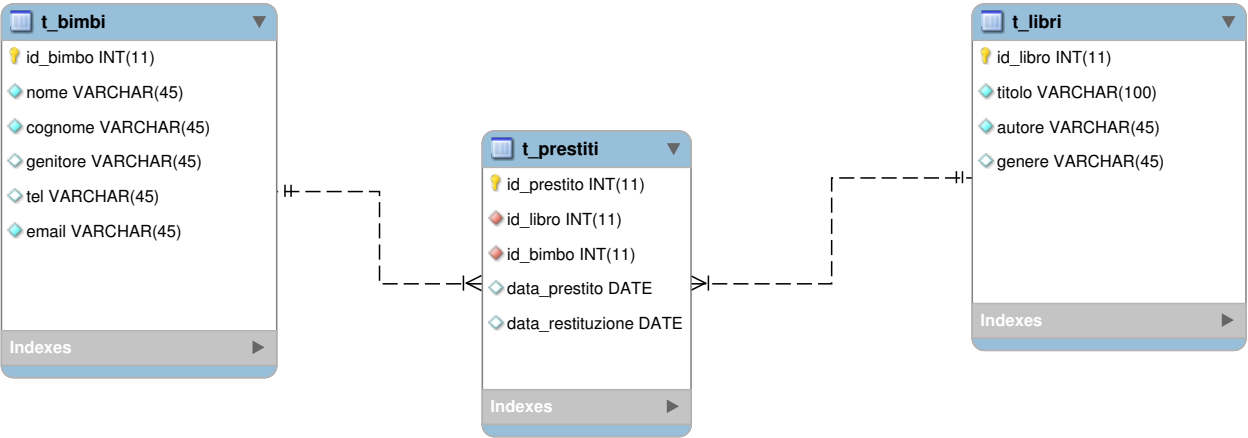 t_bimbi
id_bimbo INT(11)
nome VARCHAR(45)
cognome VARCHAR(45)
genitore VARCHAR(45)
tel VARCHAR(45)
email VARCHAR(45)
Indexes
t_prestiti
id_prestito INT(11)
id_libro INT(11)
id_bimbo INT(11)
data_prestito DATE
data_restituzione DATE
Indexes
t_libri
id_libro INT(11)
titolo VARCHAR(100)
autore VARCHAR(45)
genere VARCHAR(45)
Indexes